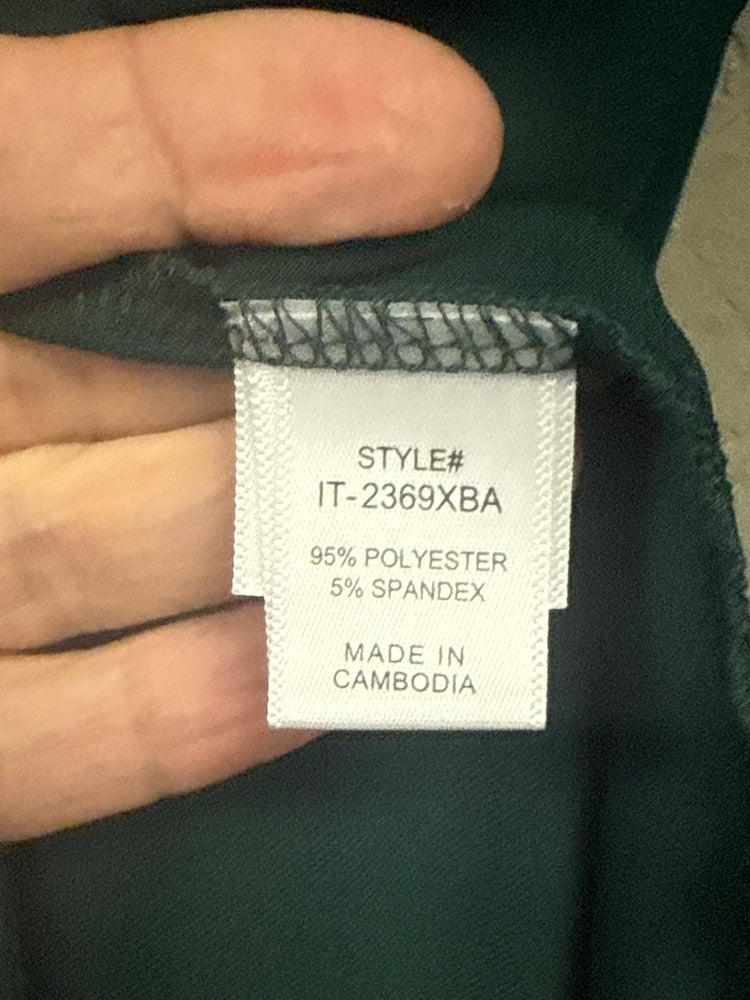 STYLE#
IT-2369XBA
95% POLYESTER
5% SPANDEX
MADE IN
CAMBODIA